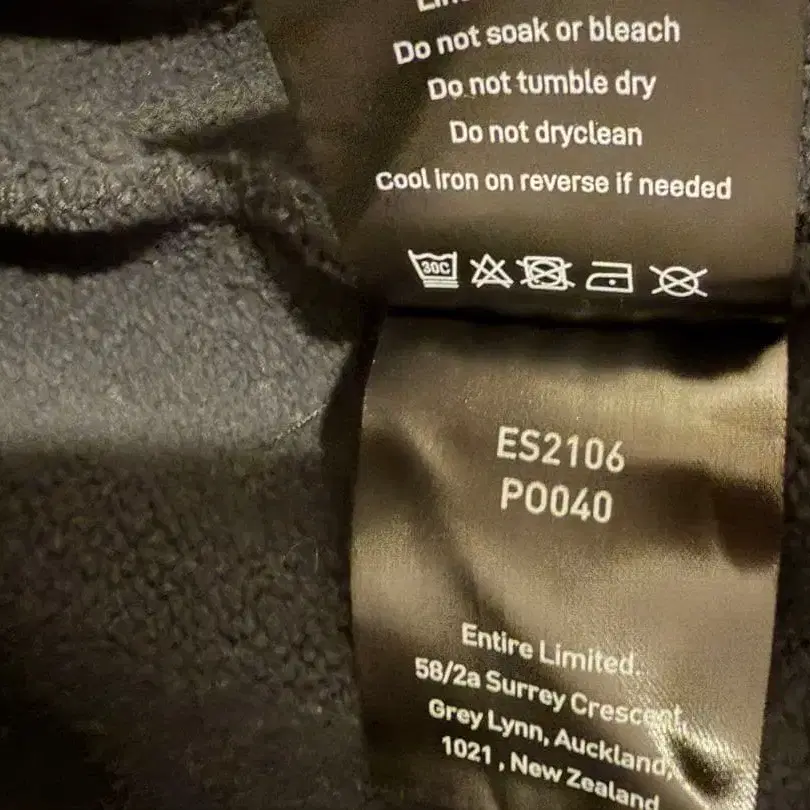 Do not soak or bleach
Do not tumble dry
Do not dryclean
Cool iron on reverse if needed
30C
ES2106
PO040
Entire Limited.
58/2a Surrey Crescent,
Grey Lynn, Auckland,
1021 , New Zealand